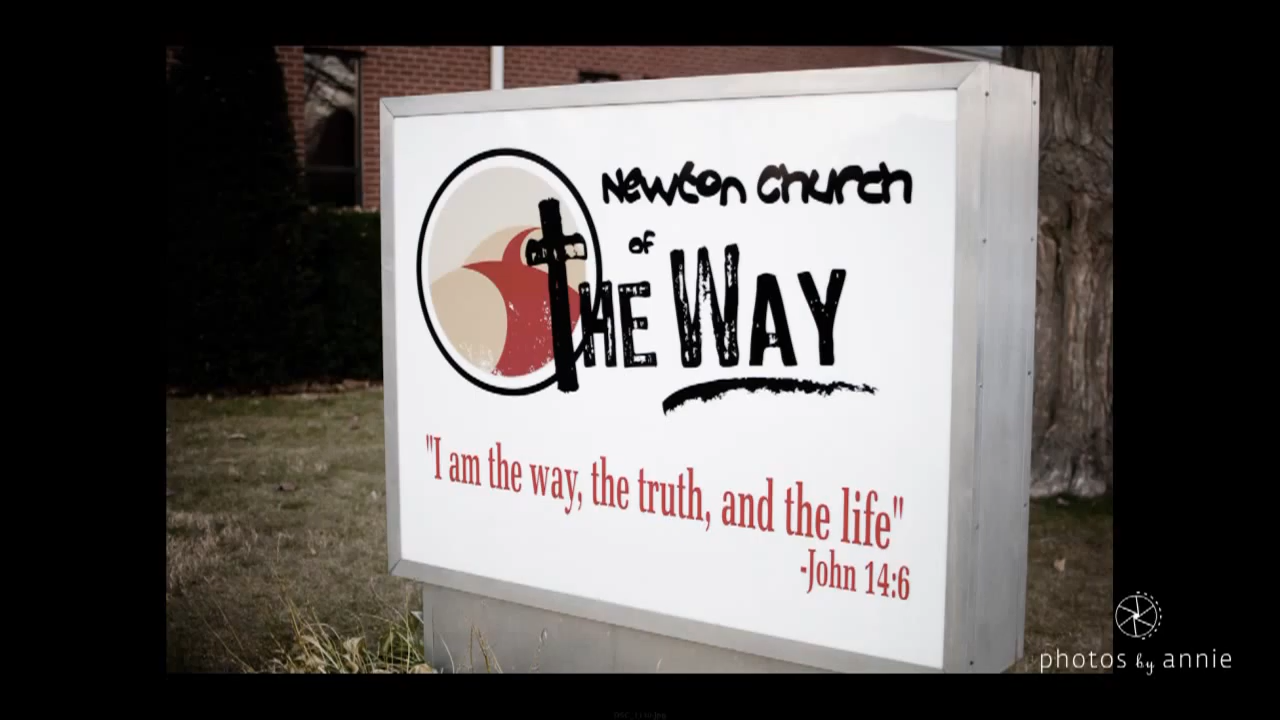 Newton Church
of
The Way
"I am the way, the truth, and the life"
-John 14:6
photos by annie